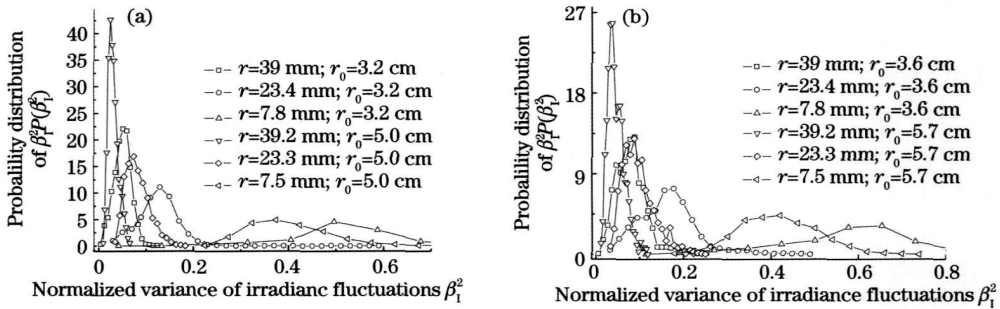 (a)
Proballity distribution
of β_I^2P(β_I^2)
40
35
30
25
20
15
10
5
0
r=39 mm; r_0=3.2 cm
r=23.4 mm; r_0=3.2 cm
r=7.8 mm; r_0=3.2 cm
r=39.2 mm; r_0=5.0 cm
r=23.3 mm; r_0=5.0 cm
r=7.5 mm; r_0=5.0 cm
0 0.2 0.4 0.6
Normalized variance of irradianc fluctuations β_I^2
(b)
Probability distribution
of β_I^2P(β_I^2)
27
18
9
0
r=39 mm; r_0=3.6 cm
r=23.4 mm; r_0=3.6 cm
r=7.8 mm; r_0=3.6 cm
r=39.2 mm; r_0=5.7 cm
r=23.3 mm; r_0=5.7 cm
r=7.5 mm; r_0=5.7 cm
0 0.2 0.4 0.6 0.8
Normalized variance of irradianc fluctuations β_I^2